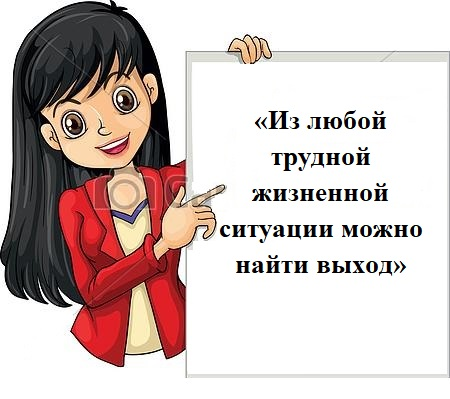 «Из любой
трудной
жизненной
ситуации можно
найти выход»